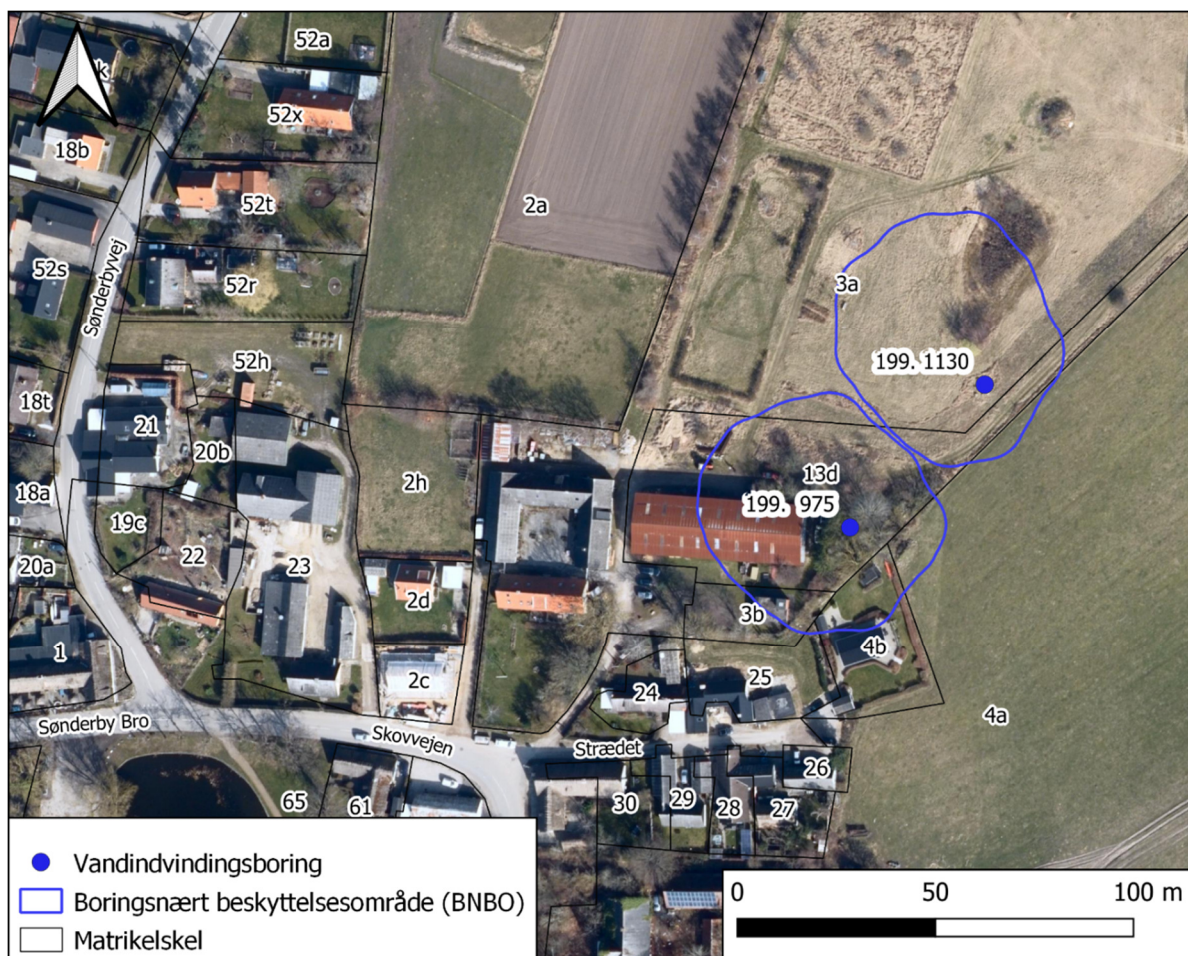 52a
k
52x
18b
52t
2a
52s
52r
3a
Sønderbyvej
52h
199. 1130
18t
21
20b
2h
13d
18a
199. 975
19c
22
20a
23
2d
3b
1
4b
2c
24
25
4a
Sønderby Bro
Skovvejen
Strædet
26
65
61
30
29
28
27
Vandindvindingsboring
Boringsnært beskyttelsesområde (BNBO)
Matrikelskel
0 50 100 m